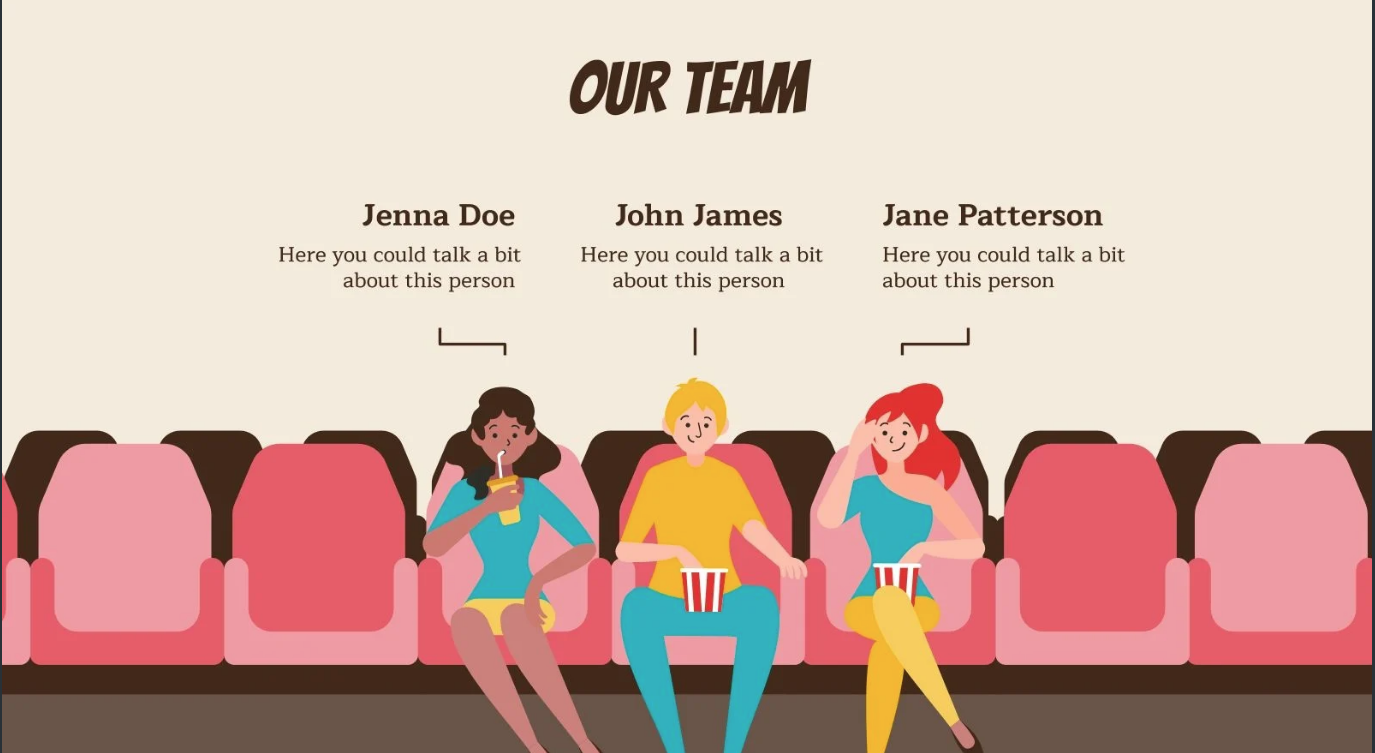 OUR TEAM
Jenna Doe
Here you could talk a bit
about this person
John James
Here you could talk a bit
about this person
Jane Patterson
Here you could talk a bit
about this person